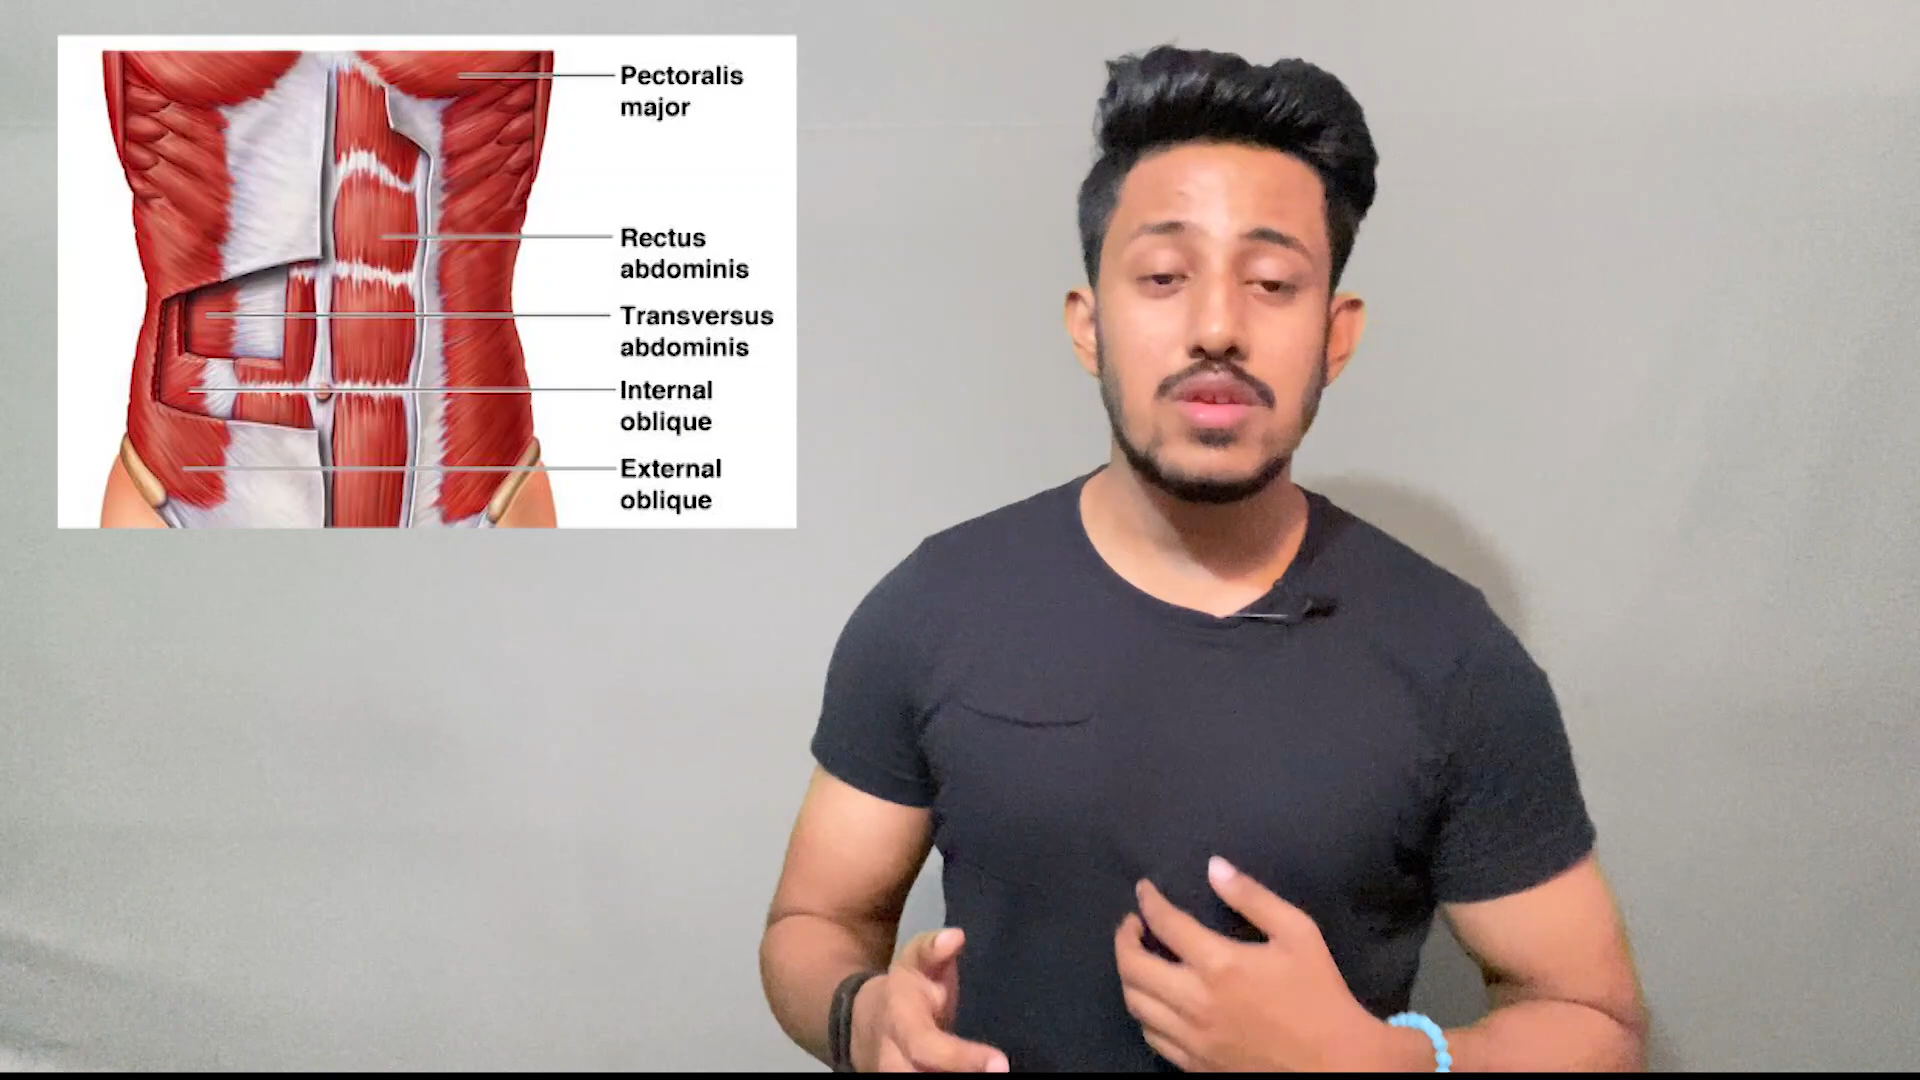 Pectoralis
major
Rectus
abdominis
Transversus
abdominis
Internal
oblique
External
oblique